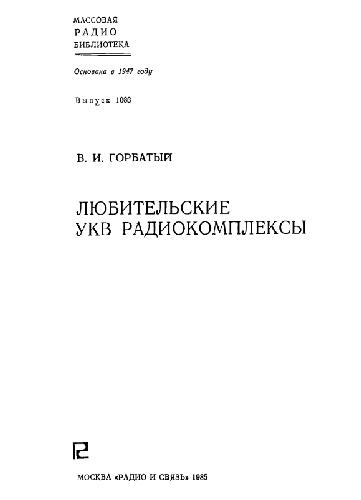 МАССОВАЯ
РАДИО
БИБЛИОТЕКА
Основана в 1947 году
Выпуск 1083
В. И. ГОРБАТЫЙ
ЛЮБИТЕЛЬСКИЕ
УКВ РАДИОКОМПЛЕКСЫ
МОСКВА «РАДИО И СВЯЗЬ» 1985